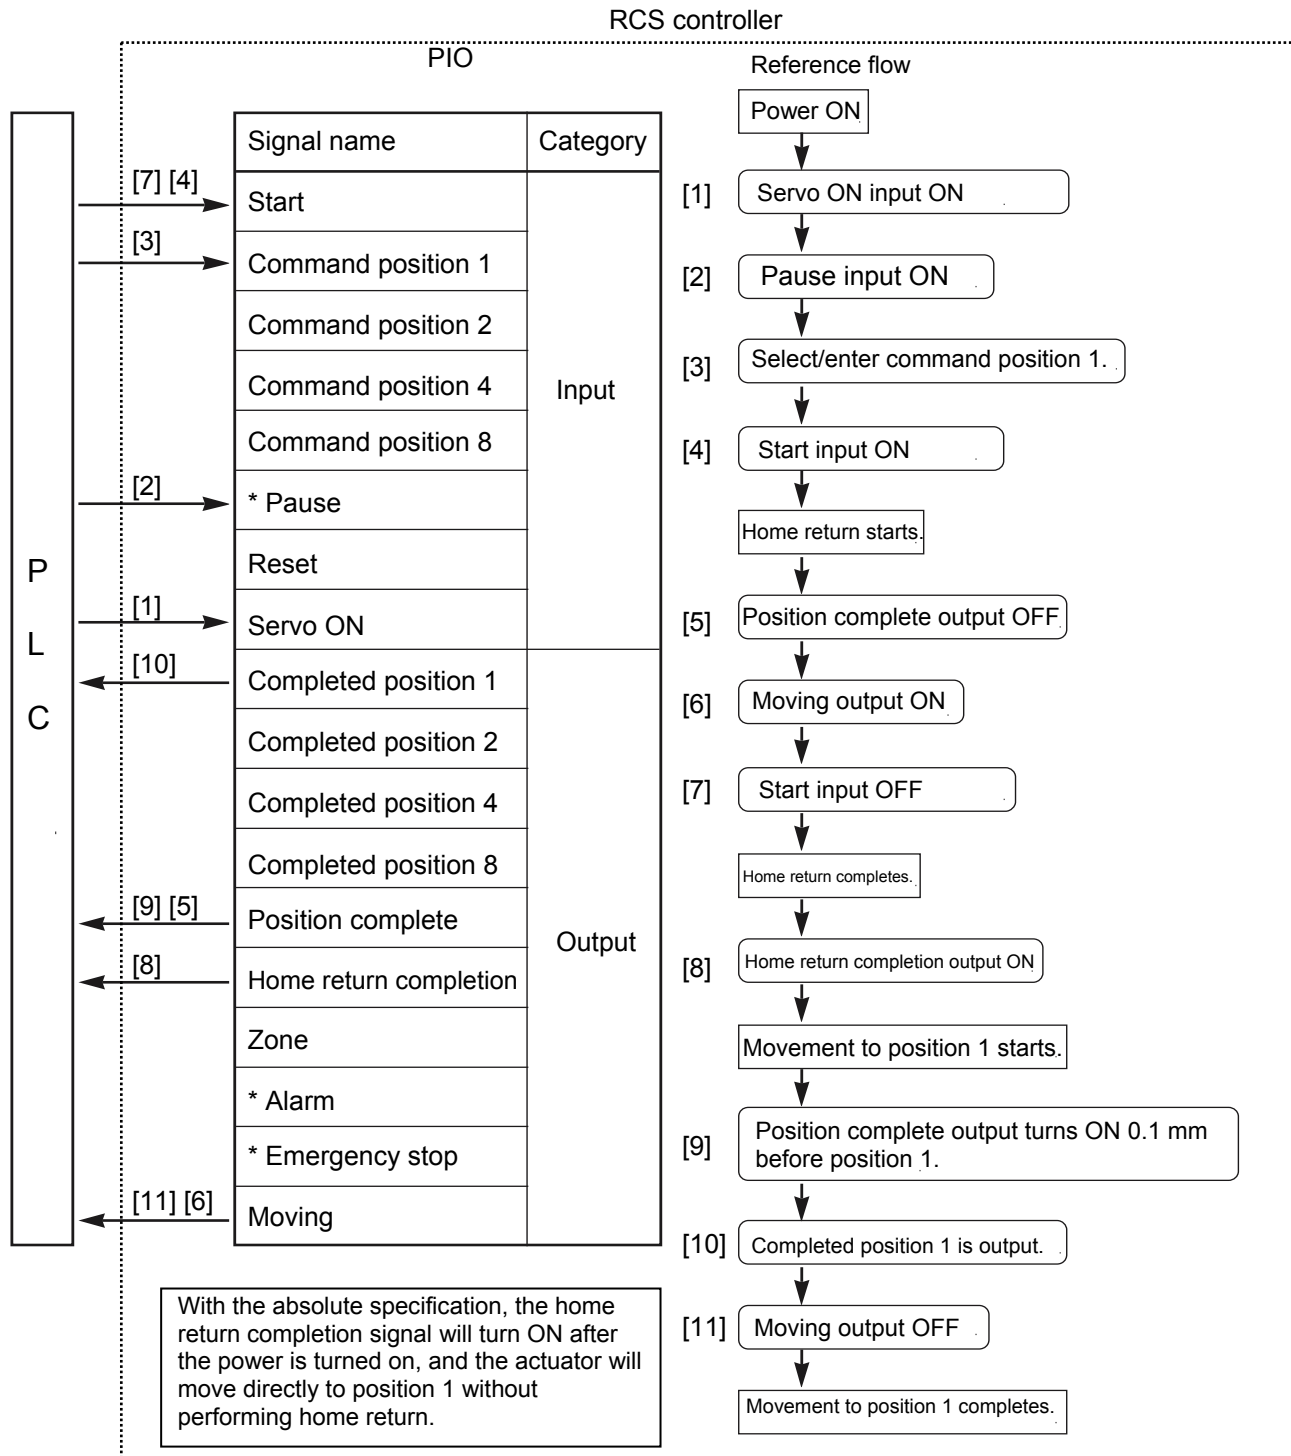 RCS controller
PIO
Reference flow
Power ON
Signal name
Category
[7] [4]
Start
[1]
Servo ON input ON
[3]
Command position 1
[2]
Pause input ON
Command position 2
[3]
Select/enter command position 1.
Command position 4
Input
Command position 8
[4]
Start input ON
[2]
* Pause
Home return starts.
Reset
P
[1]
Servo ON
[5]
Position complete output OFF
L
[10]
Completed position 1
[6]
Moving output ON
C
Completed position 2
[7]
Start input OFF
Completed position 4
Completed position 8
Home return completes.
[9] [5]
Position complete
Output
[8]
Home return completion
[8]
Home return completion output ON
Zone
Movement to position 1 starts.
* Alarm
* Emergency stop
[9]
Position complete output turns ON 0.1 mm
before position 1.
[11] [6]
Moving
[10]
Completed position 1 is output.
With the absolute specification, the home
return completion signal will turn ON after
the power is turned on, and the actuator will
move directly to position 1 without
performing home return.
[11]
Moving output OFF
Movement to position 1 completes.